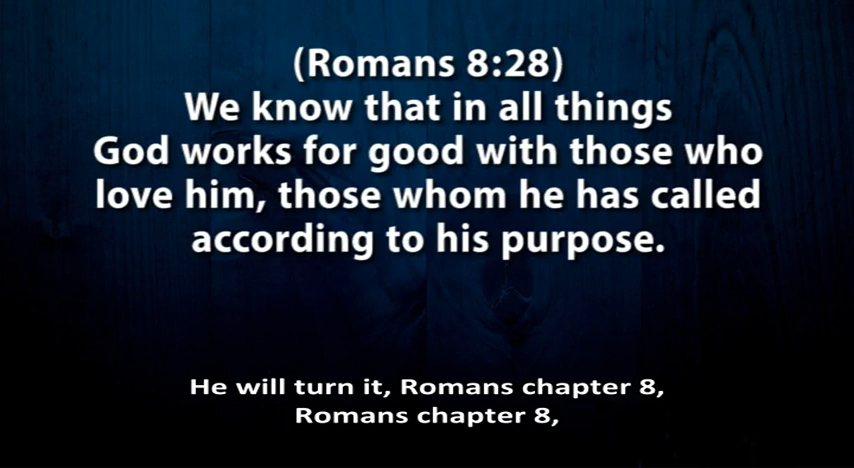 (Romans 8:28)
We know that in all things
God works for good with those who
love him, those whom he has called
according to his purpose.
He will turn it, Romans chapter 8,
Romans chapter 8,